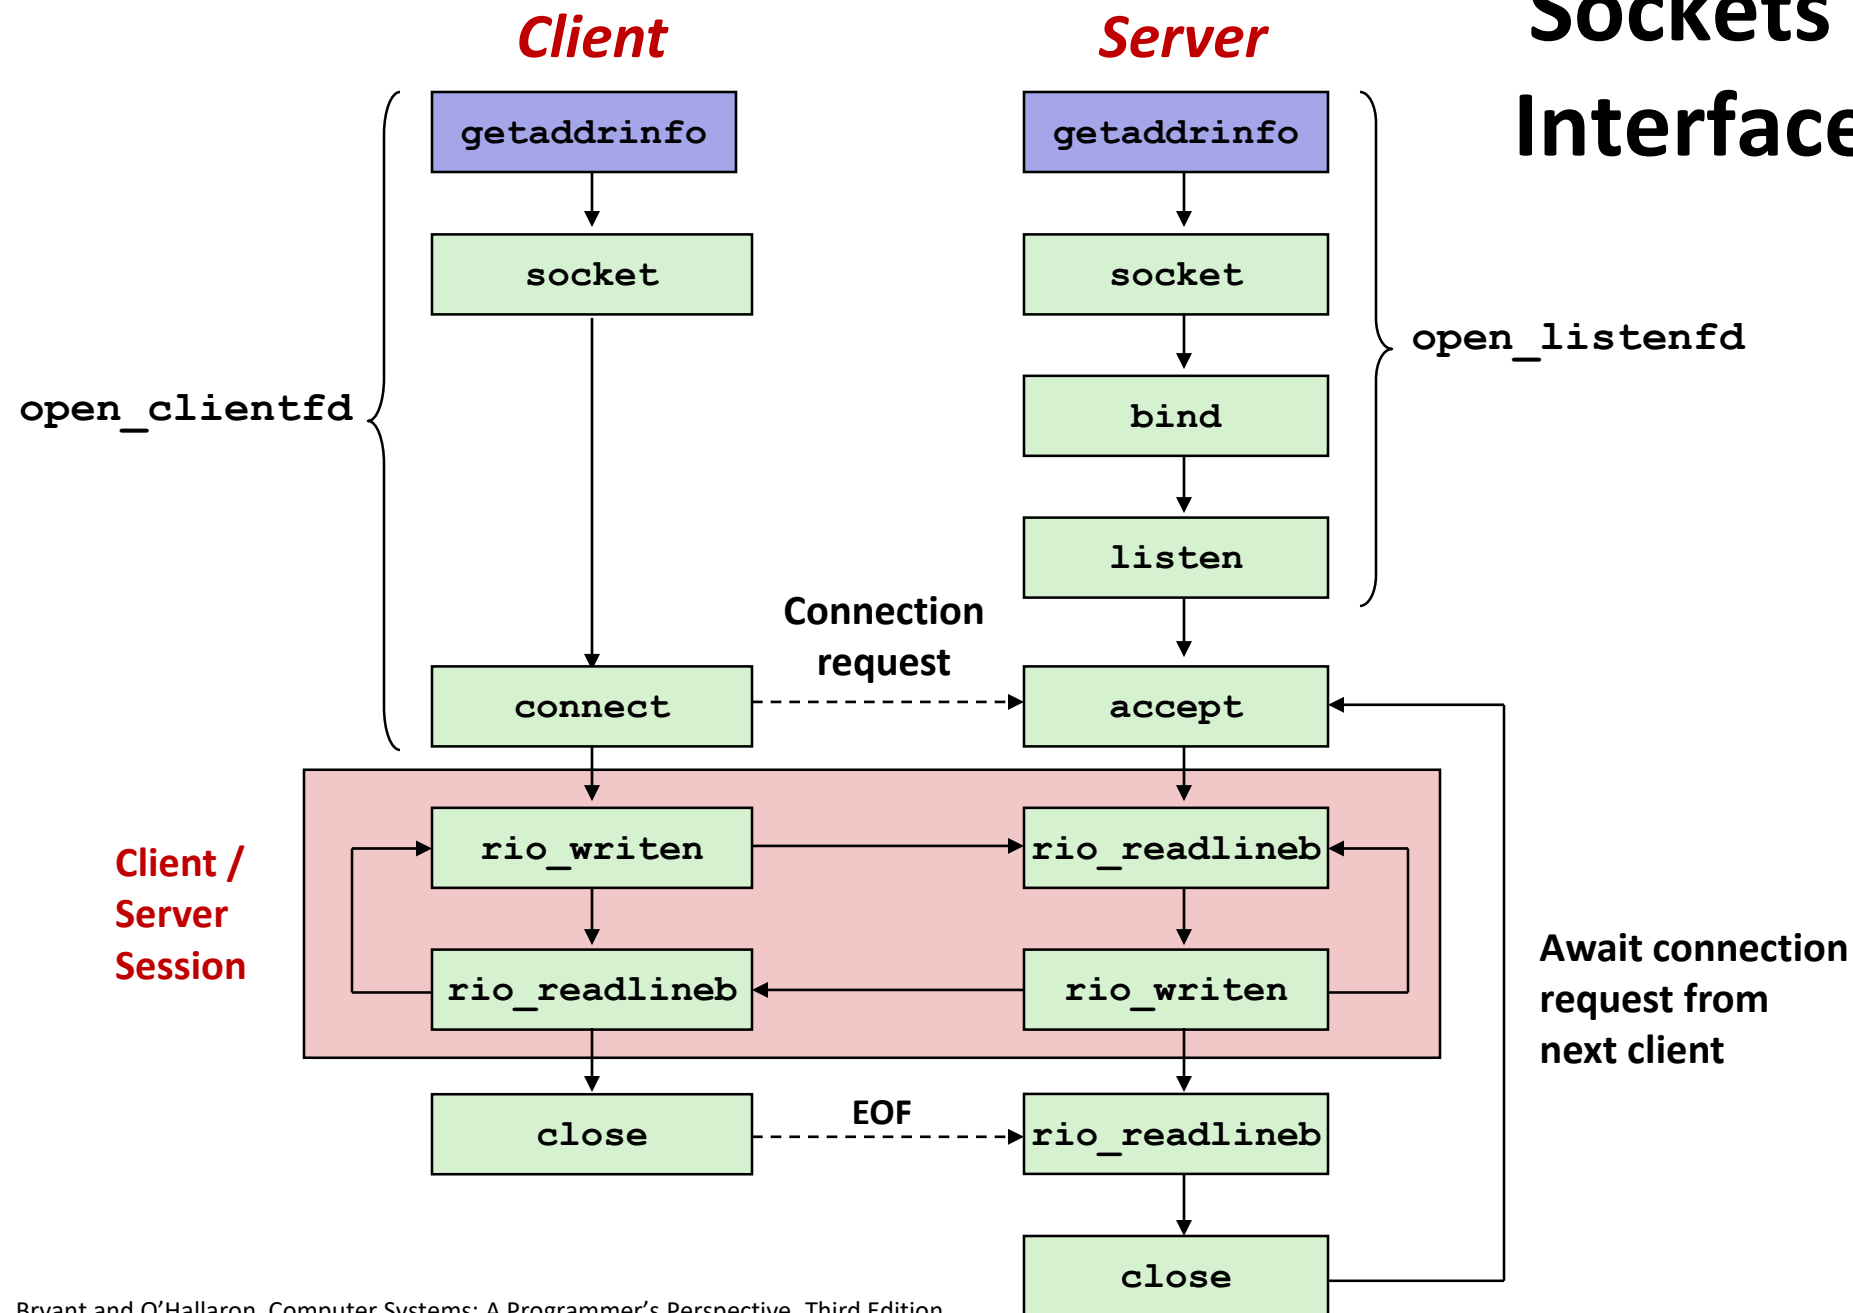 Client
Server
Sockets
Interface
getaddrinfo
getaddrinfo
socket
socket
open_listenfd
open_clientfd
bind
listen
Connection
request
connect
accept
Client /
Server
Session
rio_writen
rio_readlineb
rio_readlineb
rio_writen
Await connection
request from
next client
close
EOF
rio_readlineb
close
Bryant and O'Hallaron, Computer Systems: A Programmer's Perspective, Third Edition